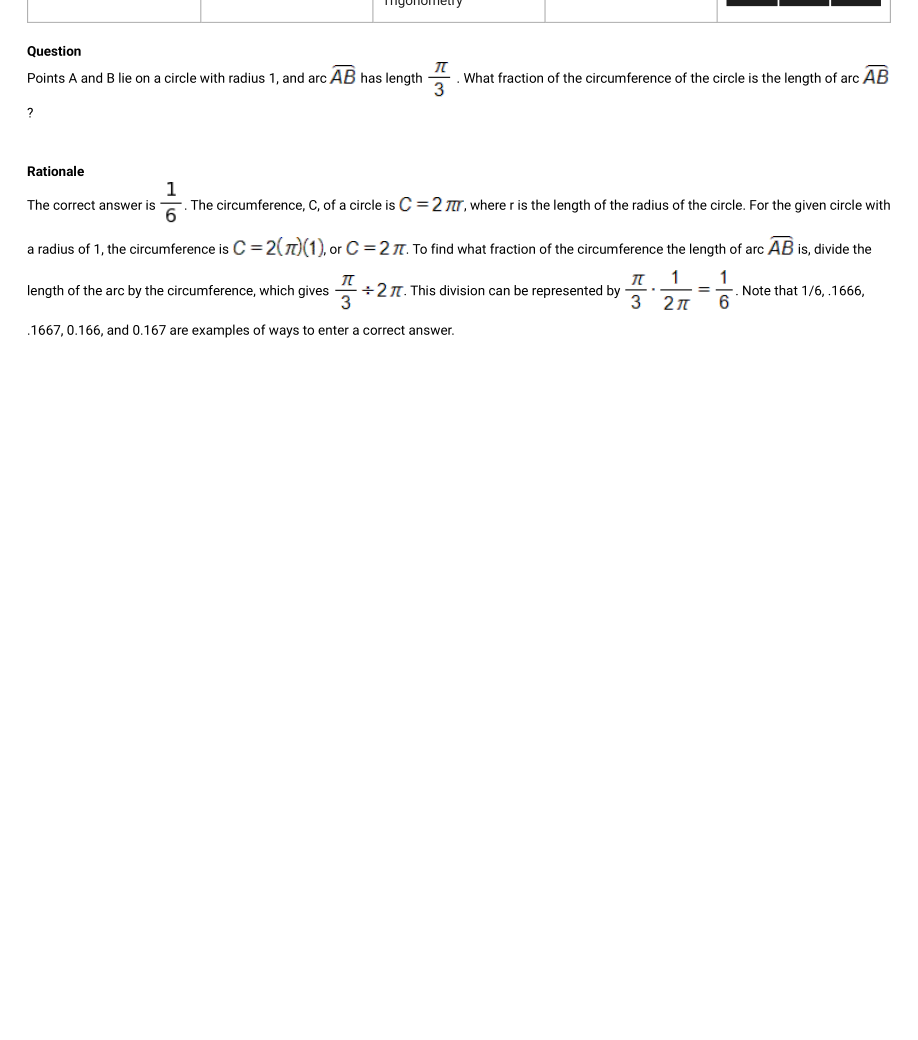 Trigonometry
Question
Points A and B lie on a circle with radius 1, and arc A͞B has length π/3 . What fraction of the circumference of the circle is the length of arc A͞B
?
Rationale
The correct answer is 1/6. The circumference, C, of a circle is C = 2πr, where r is the length of the radius of the circle. For the given circle with
a radius of 1, the circumference is C = 2(π)(1), or C = 2π. To find what fraction of the circumference the length of arc A͞B is, divide the
length of the arc by the circumference, which gives π/3 ÷ 2π. This division can be represented by π/3 · 1/2π = 1/6. Note that 1/6, .1666,
.1667, 0.166, and 0.167 are examples of ways to enter a correct answer.